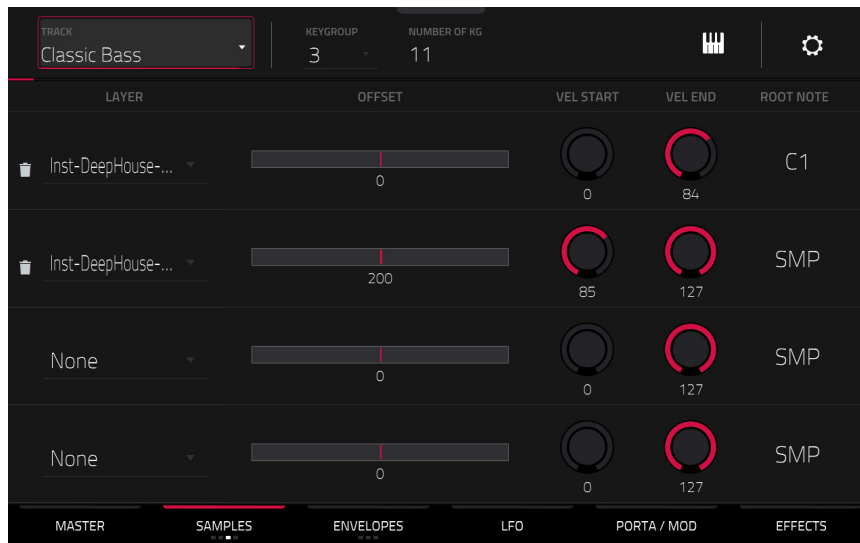 TRACK
Classic Bass
KEYGROUP
3
NUMBER OF KG
11
LAYER OFFSET VEL START VEL END ROOT NOTE
Inst-DeepHouse-... 0 0 84 C1
Inst-DeepHouse-... 200 85 127 SMP
None 0 0 127 SMP
None 0 0 127 SMP
MASTER SAMPLES ENVELOPES LFO PORTA / MOD EFFECTS